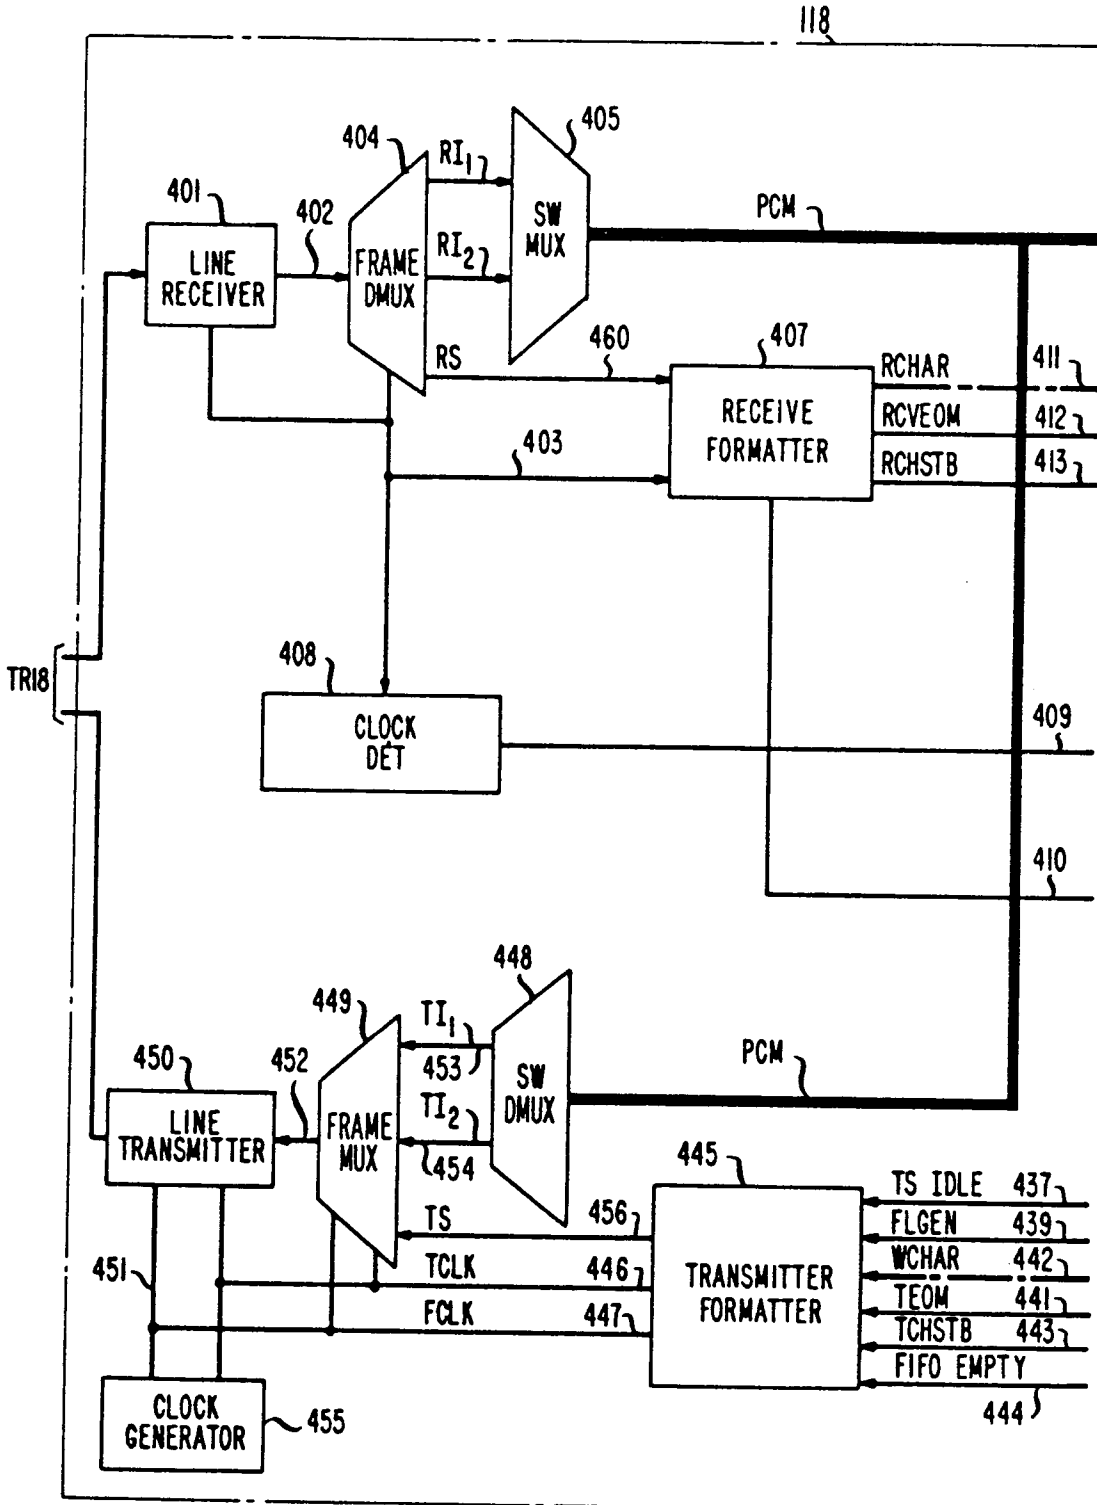 118
405
404
RI1
401
402
SW
MUX
PCM
LINE
RECEIVER
FRAME
DMUX
RI2
RS
460
407
RCHAR
411
RECEIVE
FORMATTER
RCVEOM
412
403
RCHSTB
413
TR18
408
CLOCK
DET
409
410
448
449
TI1
453
450
452
SW
DMUX
PCM
LINE
TRANSMITTER
FRAME
MUX
TI2
454
445
TS IDLE
437
TS
456
FLGEN
439
451
TCLK
446
TRANSMITTER
FORMATTER
WCHAR
442
TEOM
441
FCLK
447
TCHSTB
443
FIFO EMPTY
444
CLOCK
GENERATOR
455